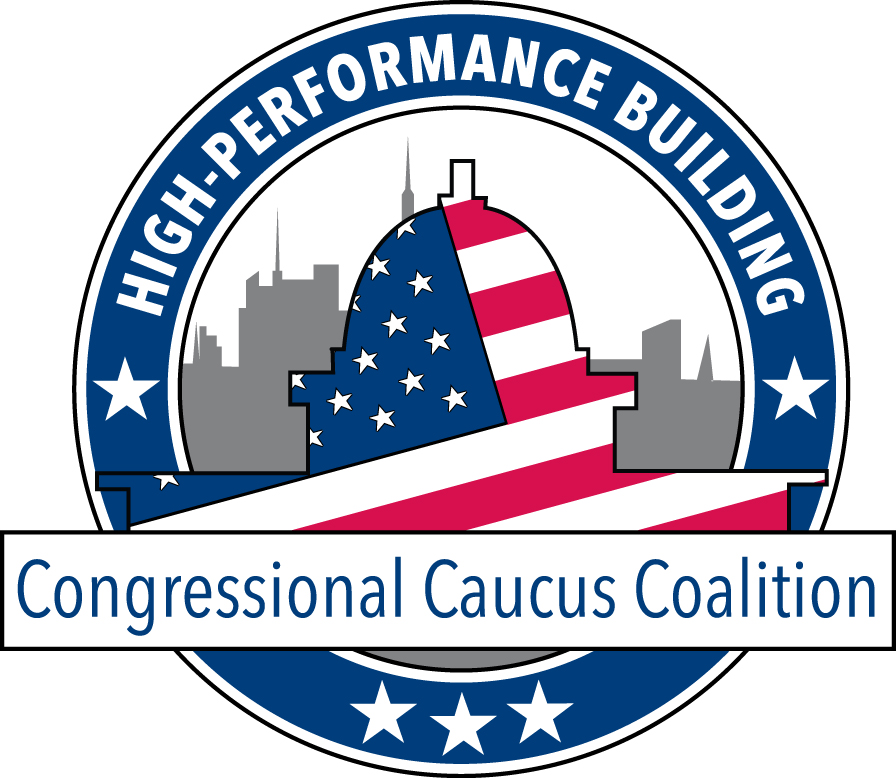 HIGH-PERFORMANCE BUILDING
Congressional Caucus Coalition